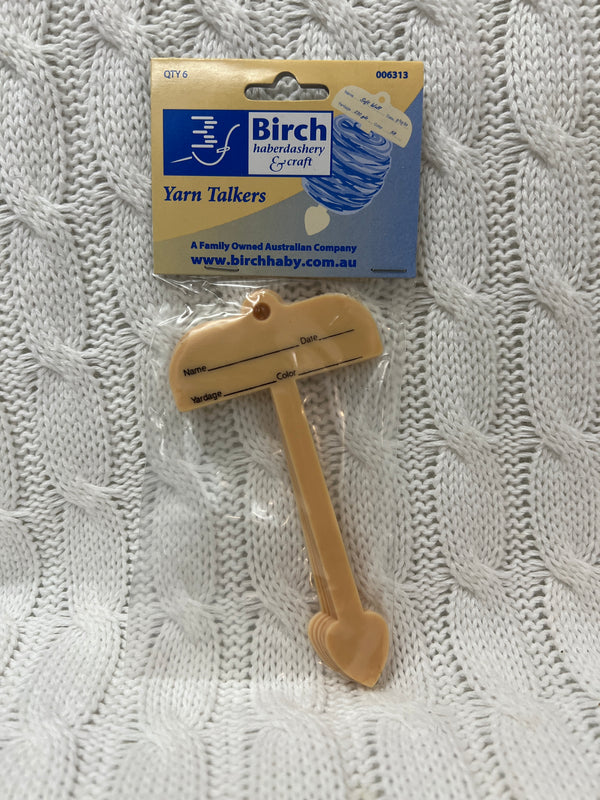 QTY 6
006313
Birch
haberdashery
& craft
Yarn Talkers
A Family Owned Australian Company
www.birchhaby.com.au
Date
Name
Color
Yardage